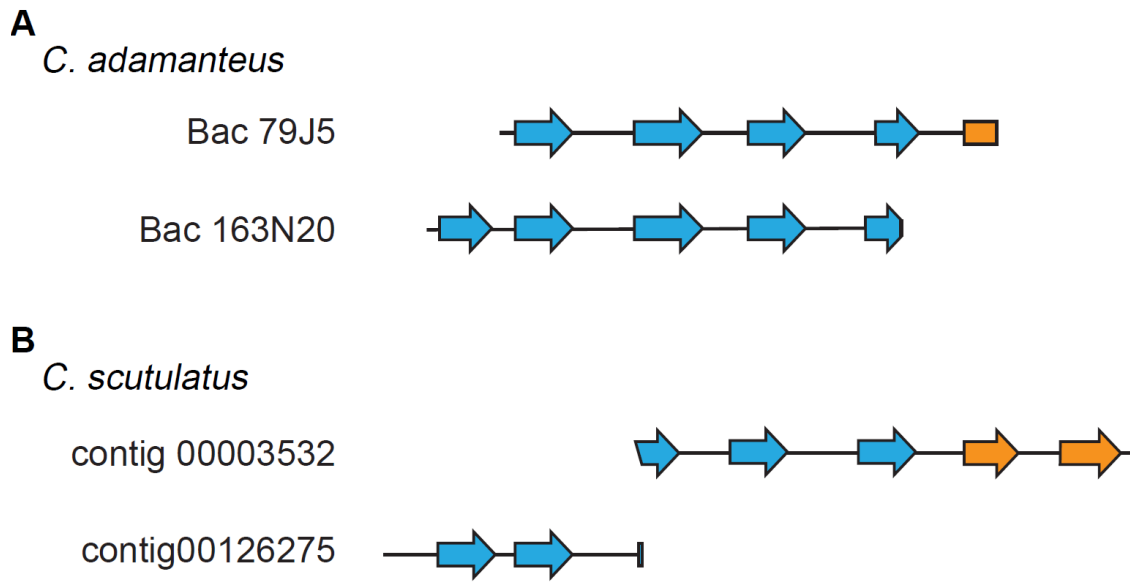 A
C. adamanteus
Bac 79J5
Bac 163N20
B
C. scutulatus
contig 00003532
contig00126275